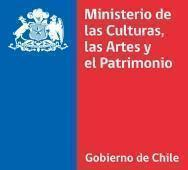 Ministerio de
las Culturas,
las Artes y
el Patrimonio
Gobierno de Chile